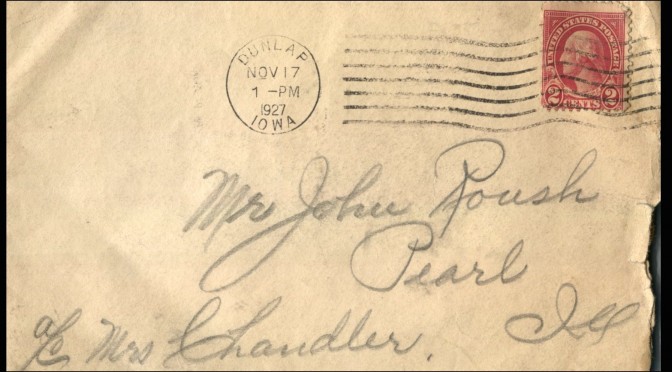 DUNLAP
NOV 17
1 -PM
1927
IOWA
UNITED STATES POSTAGE
2 CENTS 2
Mr John Roush
Pearl
Ill
a/c Mrs Chandler.